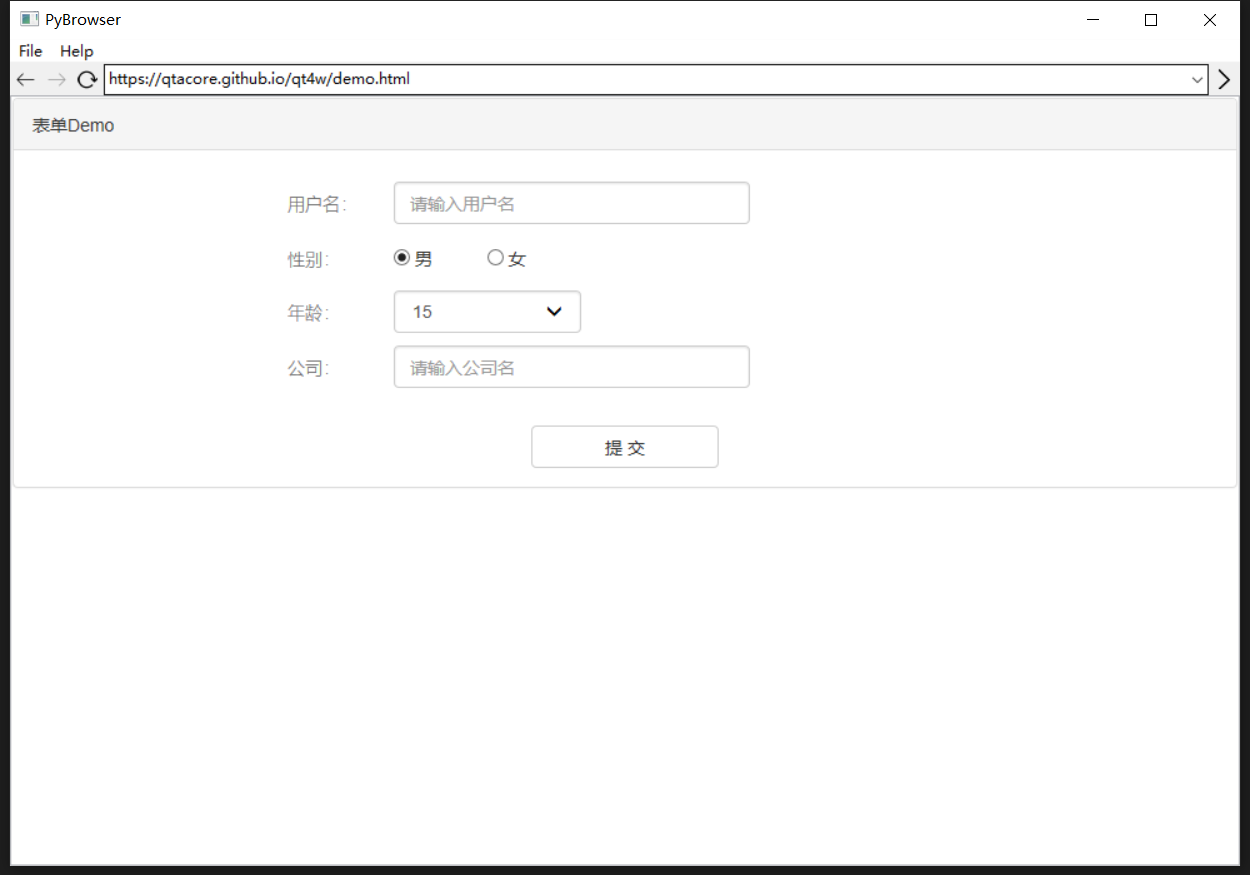 PyBrowser
File Help
https://qtacore.github.io/qt4w/demo.html
表单Demo
用户名: 请输入用户名
性别: 男 女
年龄: 15
公司: 请输入公司名
提 交